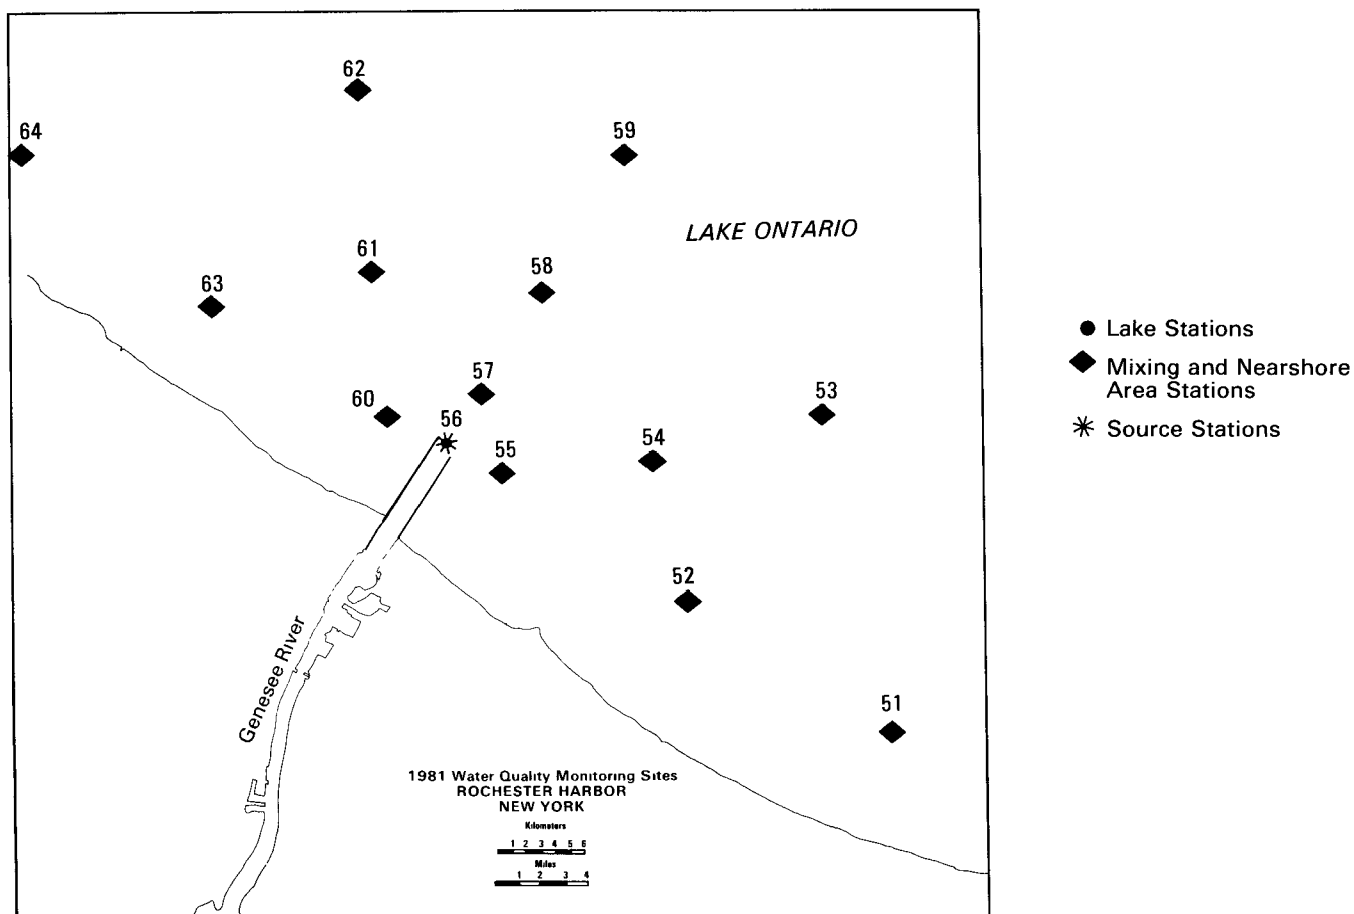 62
64
59
LAKE ONTARIO
61
58
63
Lake Stations
Mixing and Nearshore
Area Stations
Source Stations
57
53
60
56
54
55
52
Genesee River
51
1981 Water Quality Monitoring Sites
ROCHESTER HARBOR
NEW YORK
Kilometers
1 2 3 4 5 6
Miles
1 2 3 4